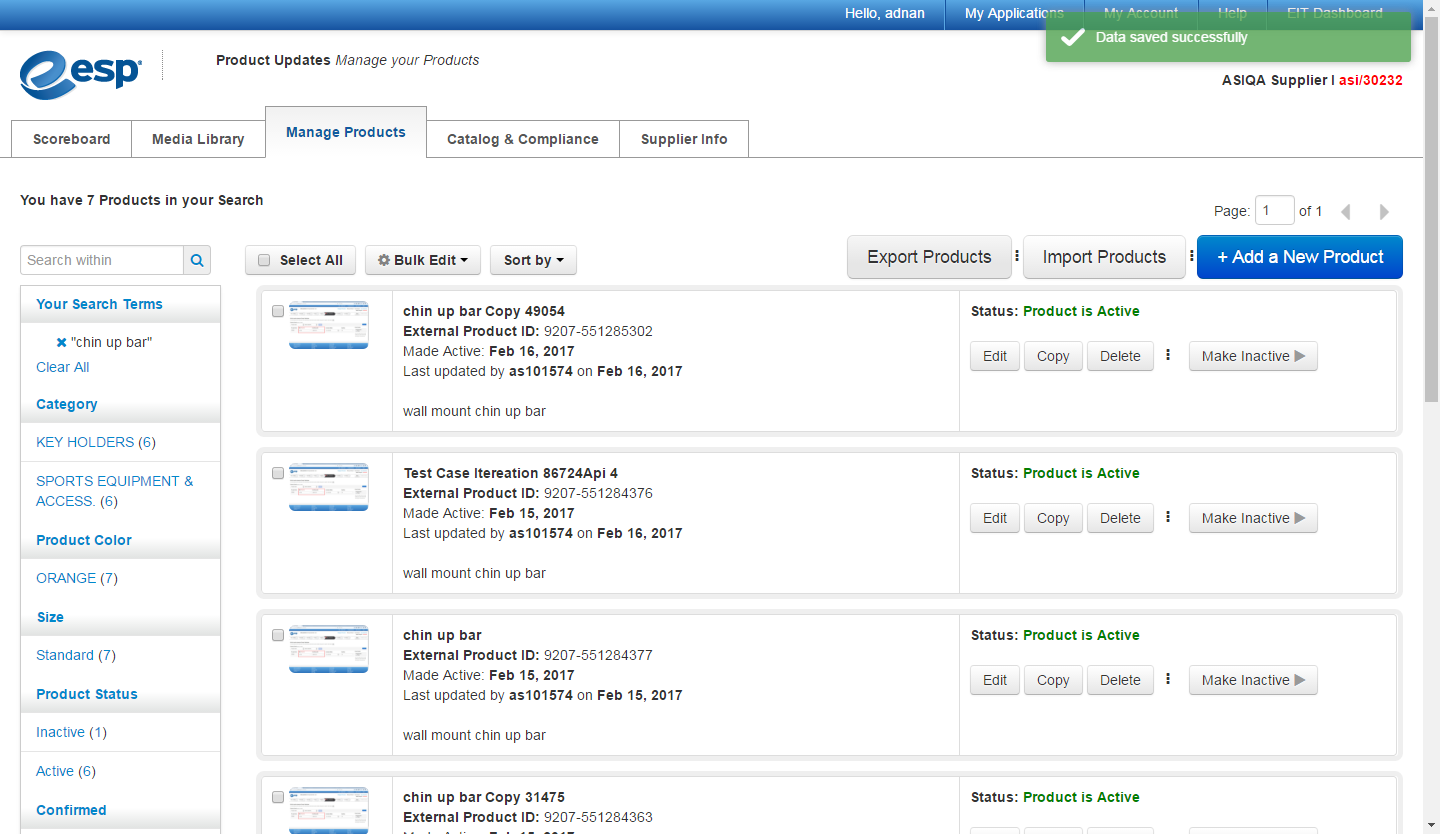 Hello, adnan
My Applications
My Account
Help
EIT Dashboard
Data saved successfully
esp
Product Updates Manage your Products
ASIQA Supplier I asi/30232
Scoreboard
Media Library
Manage Products
Catalog & Compliance
Supplier Info
You have 7 Products in your Search
Page: 1 of 1
Search within
Select All
Bulk Edit
Sort by
Export Products
Import Products
+ Add a New Product
Your Search Terms
"chin up bar"
Clear All
Category
KEY HOLDERS (6)
SPORTS EQUIPMENT &
ACCESS. (6)
Product Color
ORANGE (7)
Size
Standard (7)
Product Status
Inactive (1)
Active (6)
Confirmed
chin up bar Copy 49054
External Product ID: 9207-551285302
Made Active: Feb 16, 2017
Last updated by as101574 on Feb 16, 2017
wall mount chin up bar
Status: Product is Active
Edit
Copy
Delete
Make Inactive
Test Case Itereation 86724Api 4
External Product ID: 9207-551284376
Made Active: Feb 15, 2017
Last updated by as101574 on Feb 16, 2017
wall mount chin up bar
Status: Product is Active
Edit
Copy
Delete
Make Inactive
chin up bar
External Product ID: 9207-551284377
Made Active: Feb 15, 2017
Last updated by as101574 on Feb 15, 2017
wall mount chin up bar
Status: Product is Active
Edit
Copy
Delete
Make Inactive
chin up bar Copy 31475
External Product ID: 9207-551284363
Made Active: Feb 15, 2017
Status: Product is Active